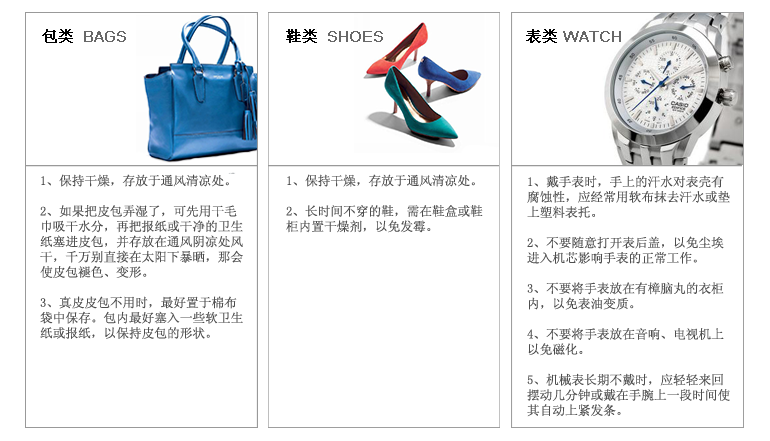 包类 BAGS
1、保持干燥，存放于通风清凉处。
2、如果把皮包弄湿了，可先用干毛
巾吸干水分，再把报纸或干净的卫生
纸塞进皮包，并存放在通风阴凉处风
干，千万别直接在太阳下暴晒，那会
使皮包褪色、变形。
3、真皮皮包不用时，最好置于棉布
袋中保存。包内最好塞入一些软卫生
纸或报纸，以保持皮包的形状。
鞋类 SHOES
1、保持干燥，存放于通风清凉处。
2、长时间不穿的鞋，需在鞋盒或鞋
柜内置干燥剂，以免发霉。
表类 WATCH
CASIO
1、戴手表时，手上的汗水对表壳有
腐蚀性，应经常用软布抹去汗水或垫
上塑料表托。
2、不要随意打开表后盖，以免尘埃
进入机芯影响手表的正常工作。
3、不要将手表放在有樟脑丸的衣柜
内，以免表油变质。
4、不要将手表放在音响、电视机上
以免磁化。
5、机械表长期不戴时，应轻轻来回
摆动几分钟或戴在手腕上一段时间使
其自动上紧发条。